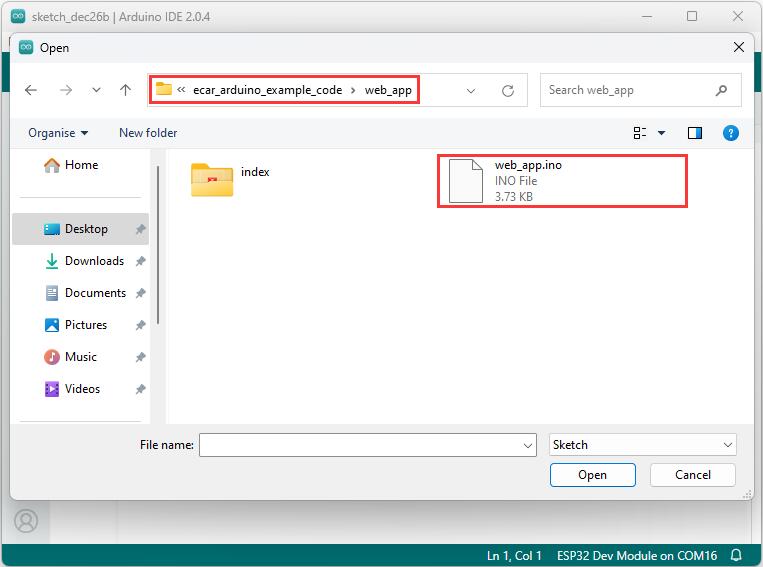 sketch_dec26b | Arduino IDE 2.0.4
Open
« ecar_arduino_example_code > web_app
Search web_app
Organise
New folder
?
Home
Desktop
Downloads
Documents
Pictures
Music
Videos
index
web_app.ino
INO File
3.73 KB
File name:
Sketch
Open
Cancel
Ln 1, Col 1
ESP32 Dev Module on COM16